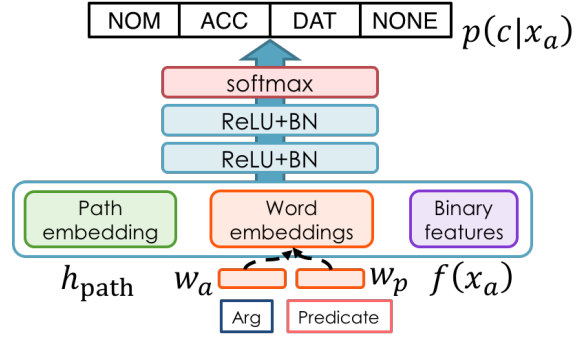 NOM ACC DAT NONE
p(c|x_a)
softmax
ReLU+BN
ReLU+BN
Path embedding
Word embeddings
Binary features
h_path w_a w_p f(x_a)
Arg Predicate